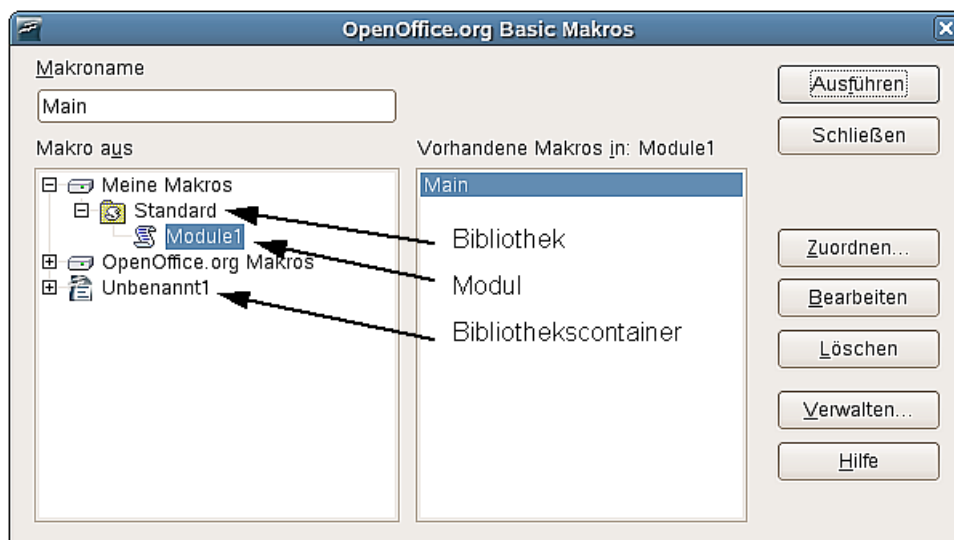 OpenOffice.org Basic Makros
Makroname
Main
Makro aus
Vorhandene Makros in: Module1
Meine Makros
Standard
Module1
OpenOffice.org Makros
Unbenannt1
Main
Bibliothek
Modul
Bibliothekscontainer
Ausführen
Schließen
Zuordnen...
Bearbeiten
Löschen
Verwalten...
Hilfe